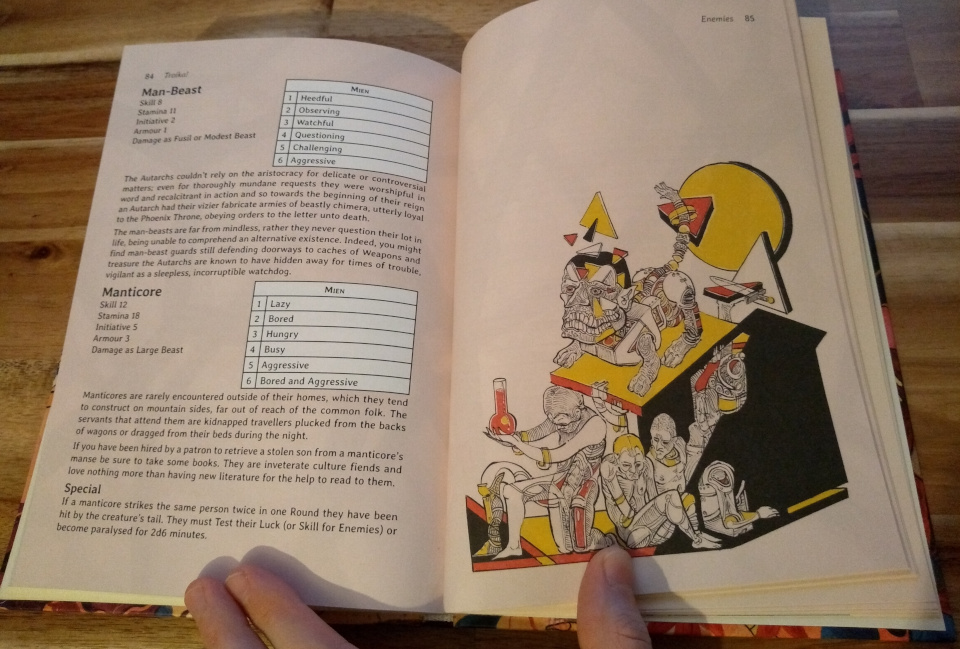 84 Troika!
Man-Beast
Skill 8
Stamina 11
Initiative 2
Armour 1
Damage as Fusil or Modest Beast
MIEN
1 Heedful
2 Observing
3 Watchful
4 Questioning
5 Challenging
6 Aggressive
The Autarchs couldn't rely on the aristocracy for delicate or controversial
matters; even for thoroughly mundane requests they were worshipful in
word and recalcitrant in action and so towards the beginning of their reign
an Autarch had their vizier fabricate armies of beastly chimera, utterly loyal
to the Phoenix Throne, obeying orders to the letter unto death.
The man-beasts are far from mindless, rather they never question their lot in
life, being unable to comprehend an alternative existence. Indeed, you might
find man-beast guards still defending doorways to caches of Weapons and
treasure the Autarchs are known to have hidden away for times of trouble,
vigilant as a sleepless, incorruptible watchdog.
Manticore
Skill 12
Stamina 18
Initiative 5
Armour 3
Damage as Large Beast
MIEN
1 Lazy
2 Bored
3 Hungry
4 Busy
5 Aggressive
6 Bored and Aggressive
Manticores are rarely encountered outside of their homes, which they tend
to construct on mountain sides, far out of reach of the common folk. The
servants that attend them are kidnapped travellers plucked from the backs
of wagons or dragged from their beds during the night.
If you have been hired by a patron to retrieve a stolen son from a manticore's
manse be sure to take some books. They are inveterate culture fiends and
love nothing more than having new literature for the help to read to them.
Special
If a manticore strikes the same person twice in one Round they have been
hit by the creature's tail. They must Test their Luck (or Skill for Enemies) or
become paralysed for 2d6 minutes.
Enemies 85